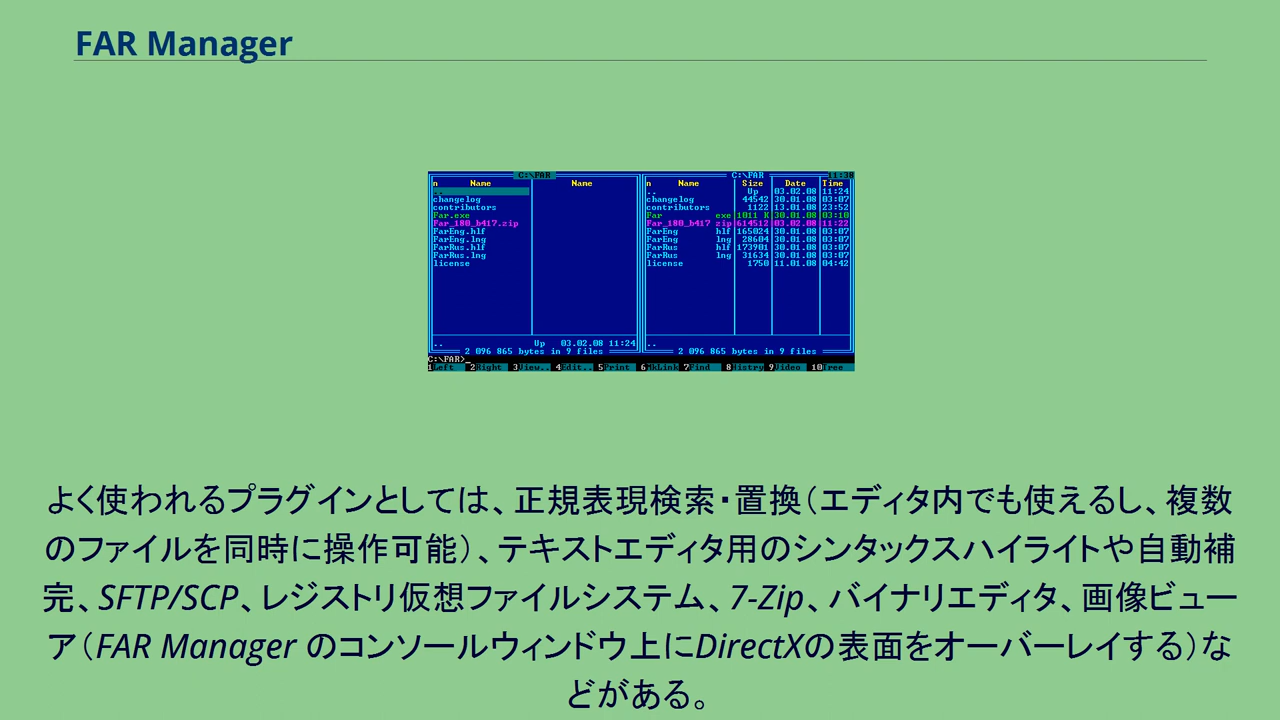 FAR Manager
C:\FAR C:\FAR 11:38
n Name Name n Name Size Date Time
.. .. Up 03.02.08 11:24
changelog changelog 44542 30.01.08 03:07
contributors contributors 1122 13.01.08 23:52
Far.exe Far exe 1011 K 30.01.08 03:10
Far_180_b417.zip Far_180_b417 zip 614512 03.02.08 11:22
FarEng.hlf FarEng hlf 165024 30.01.08 03:07
FarEng.lng FarEng lng 28604 30.01.08 03:07
FarRus.hlf FarRus hlf 173901 30.01.08 03:07
FarRus.lng FarRus lng 31634 30.01.08 03:07
license license 1750 11.01.08 04:42
.. Up 03.02.08 11:24 ..
2 096 865 bytes in 9 files 2 096 865 bytes in 9 files
C:\FAR>_
1Left 2Right 3View.. 4Edit.. 5Print 6MkLink 7Find 8Histry 9Video 10Tree
よく使われるプラグインとしては、正規表現検索・置換（エディタ内でも使えるし、複数
のファイルを同時に操作可能）、テキストエディタ用のシンタックスハイライトや自動補
完、SFTP/SCP、レジストリ仮想ファイルシステム、7-Zip、バイナリエディタ、画像ビュー
ア（FAR Manager のコンソールウィンドウ上にDirectXの表面をオーバーレイする）な
どがある。